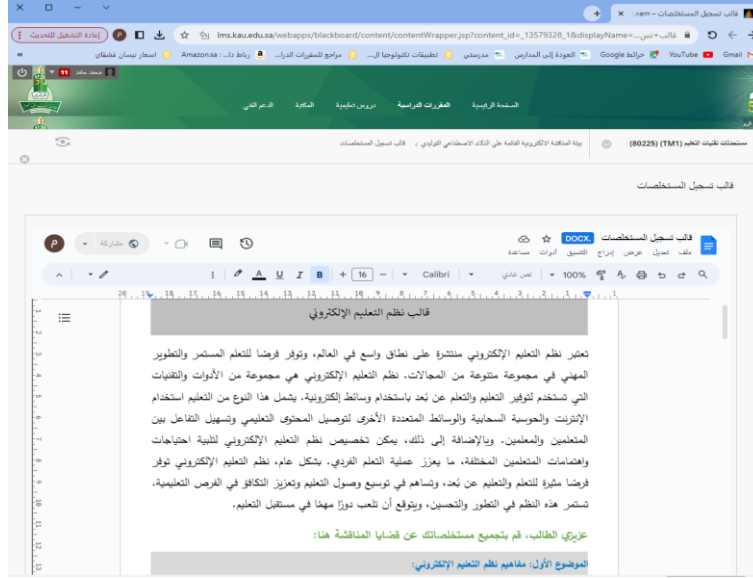 قالب تسجيل المستخلصات – nem
lms.kau.edu.sa/webapps/blackboard/content/contentWrapper.jsp?content_id=_13579328_1&displayName=...قالب+تس
إعادة التشغيل للتحديث
Gmail
YouTube
خرائط Google
العودة إلى المدارس
مدرستي
تطبيقات تكنولوجيا ال...
مراجع للمقررات الدرا...
رباط ذا... : Amazon.sa
اسعار نيسان قشقاي
محمد حامد
11
الصفحة الرئيسية
المقررات الدراسية
دروس تعليمية
المكتبة
الدعم الفني
مستحدثات تقنيات التعليم (TM1) (80225)
بيئة المناقشة الالكترونية القائمة على الذكاء الاصطناعي التوليدي
قالب تسجيل المستخلصات
قالب تسجيل المستخلصات
قالب تسجيل المستخلصات .DOCX
مشاركة
ملف تعديل عرض إدراج التنسيق أدوات مساعدة
100%
نص عادي
Calibri
16
B I U A
قالب نظم التعليم الإلكتروني
تعتبر نظم التعليم الإلكتروني منتشرة على نطاق واسع في العالم، وتوفر فرصًا للتعلم المستمر والتطوير
المهني في مجموعة متنوعة من المجالات. نظم التعليم الإلكتروني هي مجموعة من الأدوات والتقنيات
التي تستخدم لتوفير التعليم والتعلم عن بُعد باستخدام وسائط إلكترونية. يشمل هذا النوع من التعليم استخدام
الإنترنت والحوسبة السحابية والوسائط المتعددة الأخرى لتوصيل المحتوى التعليمي وتسهيل التفاعل بين
المتعلمين والمعلمين. وبالإضافة إلى ذلك، يمكن تخصيص نظم التعليم الإلكتروني لتلبية احتياجات
واهتمامات المتعلمين المختلفة، ما يعزز عملية التعلم الفردي. بشكل عام، نظم التعليم الإلكتروني توفر
فرصا مثيرة للتعلم والتعليم عن بُعد، وتساهم في توسيع وصول التعليم وتعزيز التكافؤ في الفرص التعليمية.
تستمر هذه النظم في التطور والتحسين، ويتوقع أن تلعب دورًا مهمًا في مستقبل التعليم.
عزيزي الطالب، قم بتجميع مستخلصاتك عن قضايا المناقشة هنا:
الموضوع الأول: مفاهيم نظم التعليم الإلكتروني: